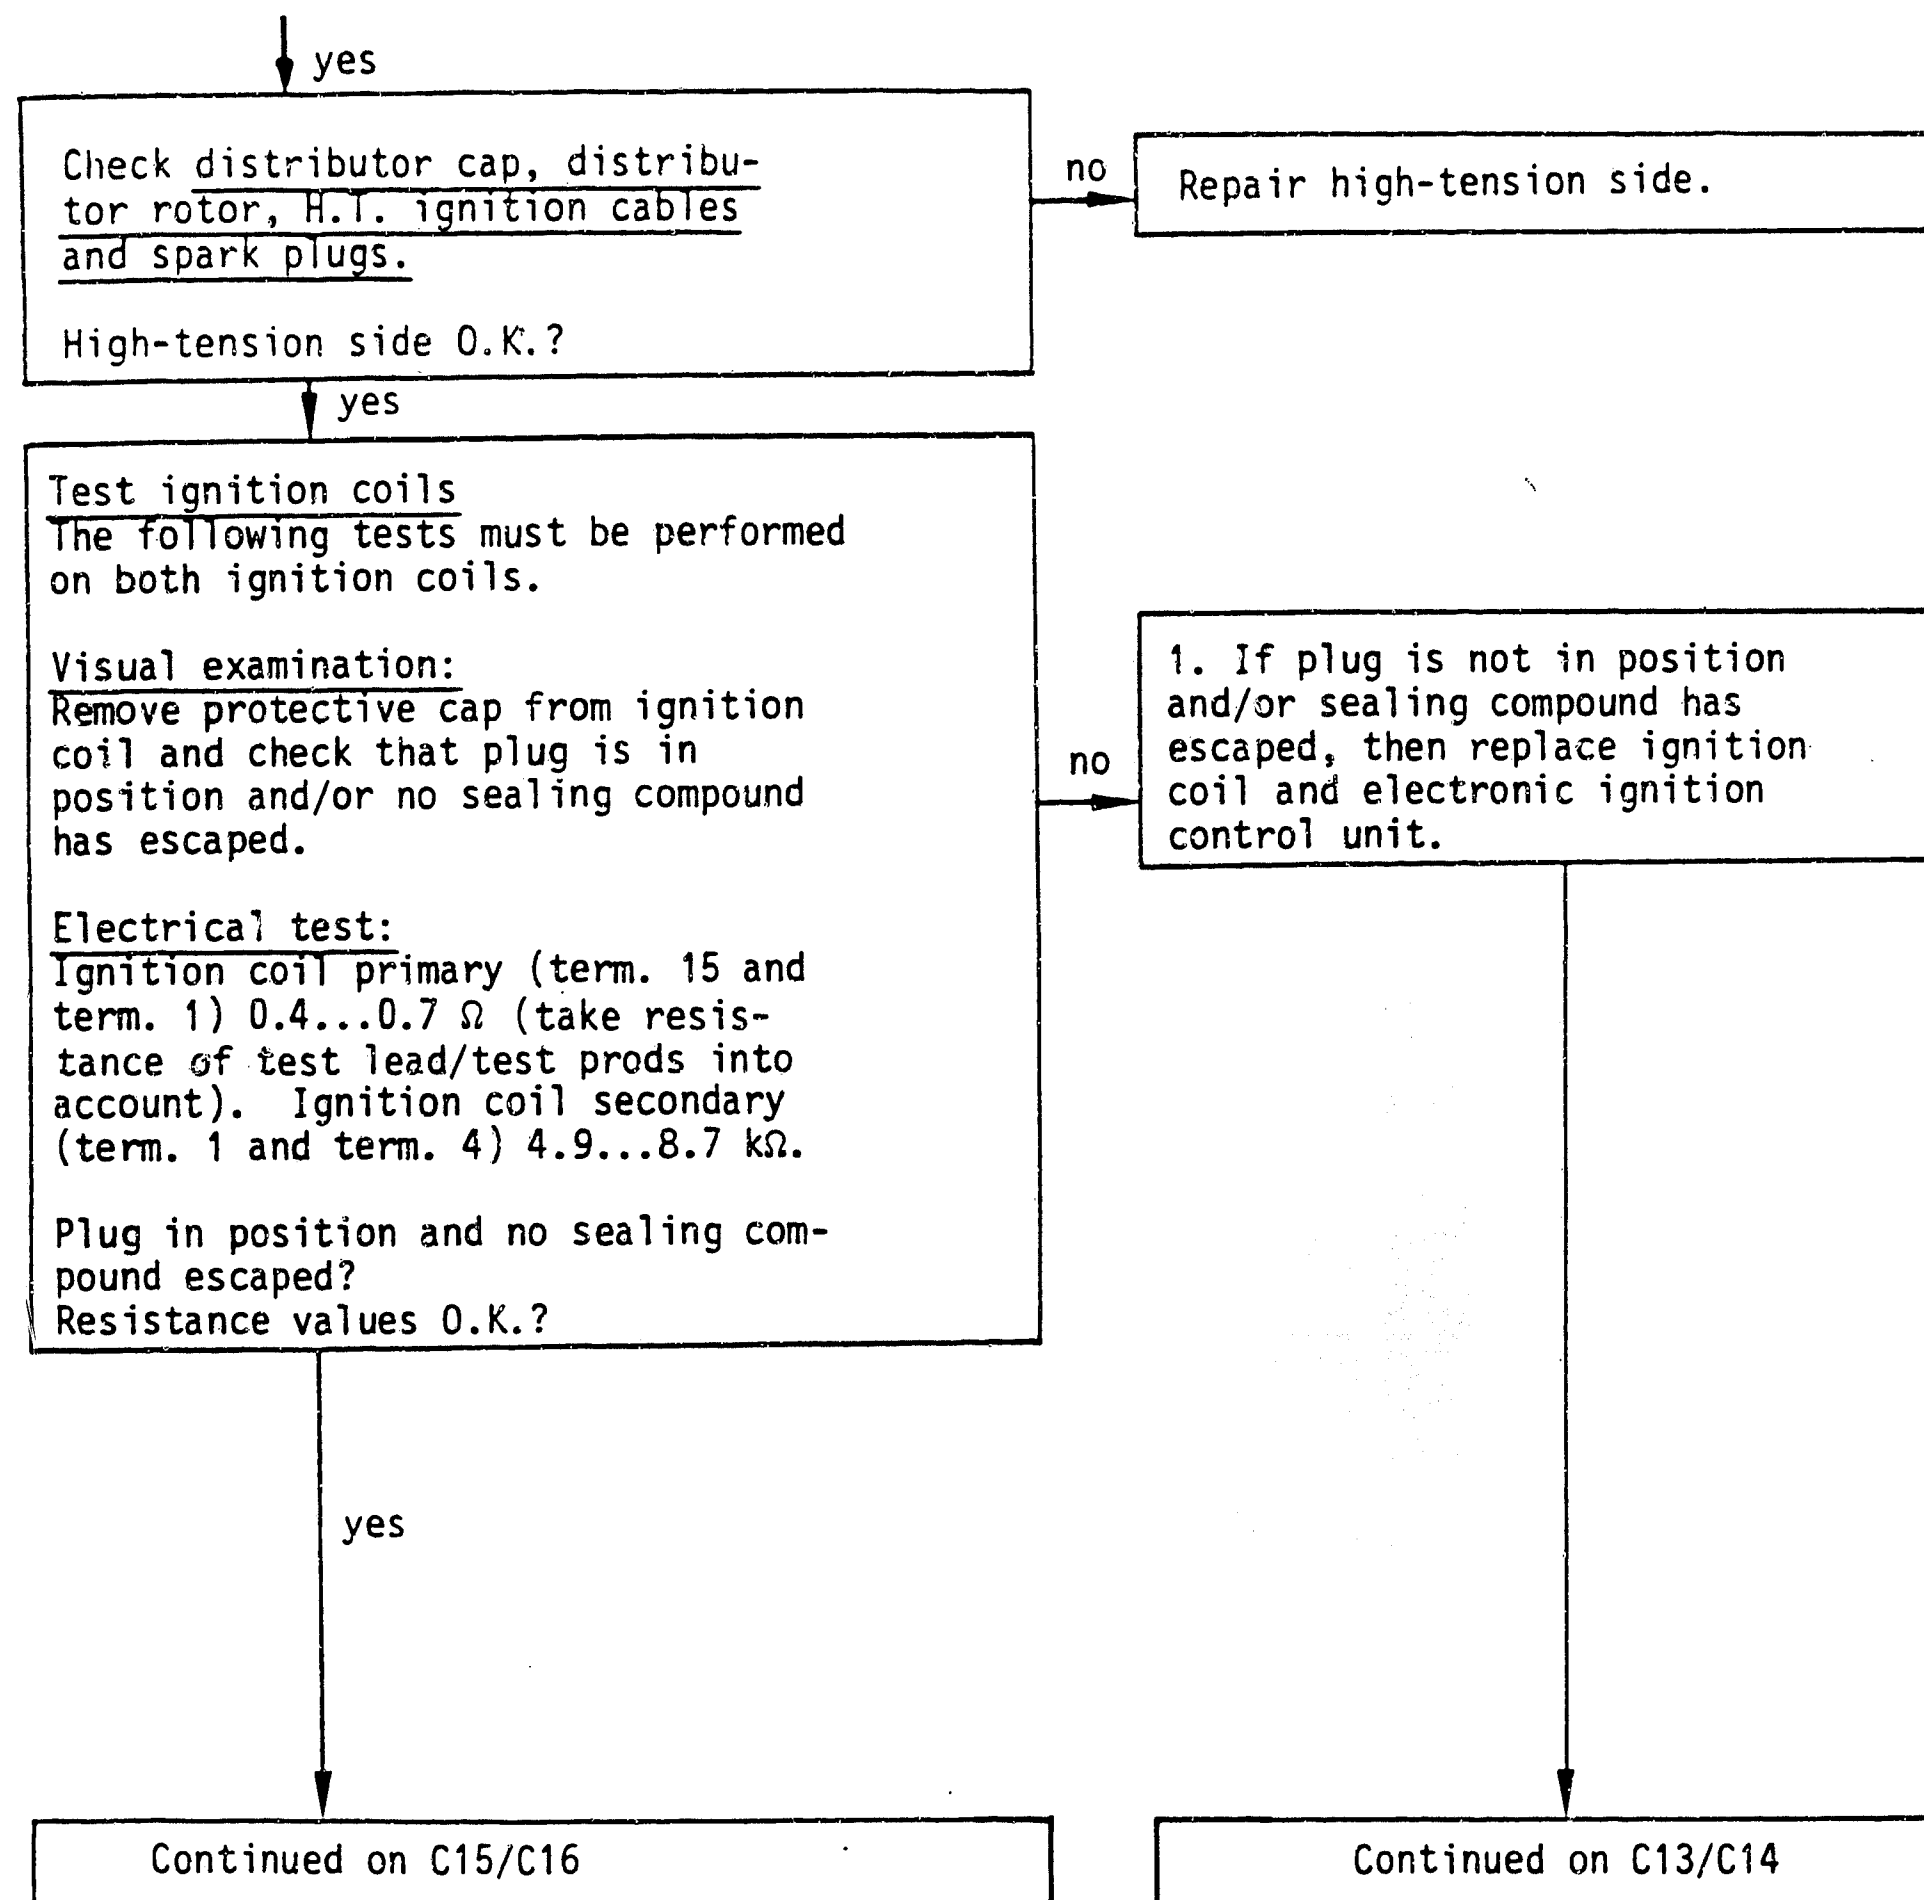 yes
Check distributor cap, distribu-
tor rotor, H.T. ignition cables
and spark plugs.
High-tension side O.K.?
no
Repair high-tension side.
yes
Test ignition coils
The following tests must be performed
on both ignition coils.
Visual examination:
Remove protective cap from ignition
coil and check that plug is in
position and/or no sealing compound
has escaped.
Electrical test:
Ignition coil primary (term. 15 and
term. 1) 0.4...0.7 Ω (take resis-
tance of test lead/test prods into
account). Ignition coil secondary
(term. 1 and term. 4) 4.9...8.7 kΩ.
Plug in position and no sealing com-
pound escaped?
Resistance values O.K.?
no
1. If plug is not in position
and/or sealing compound has
escaped, then replace ignition
coil and electronic ignition
control unit.
yes
Continued on C15/C16
Continued on C13/C14